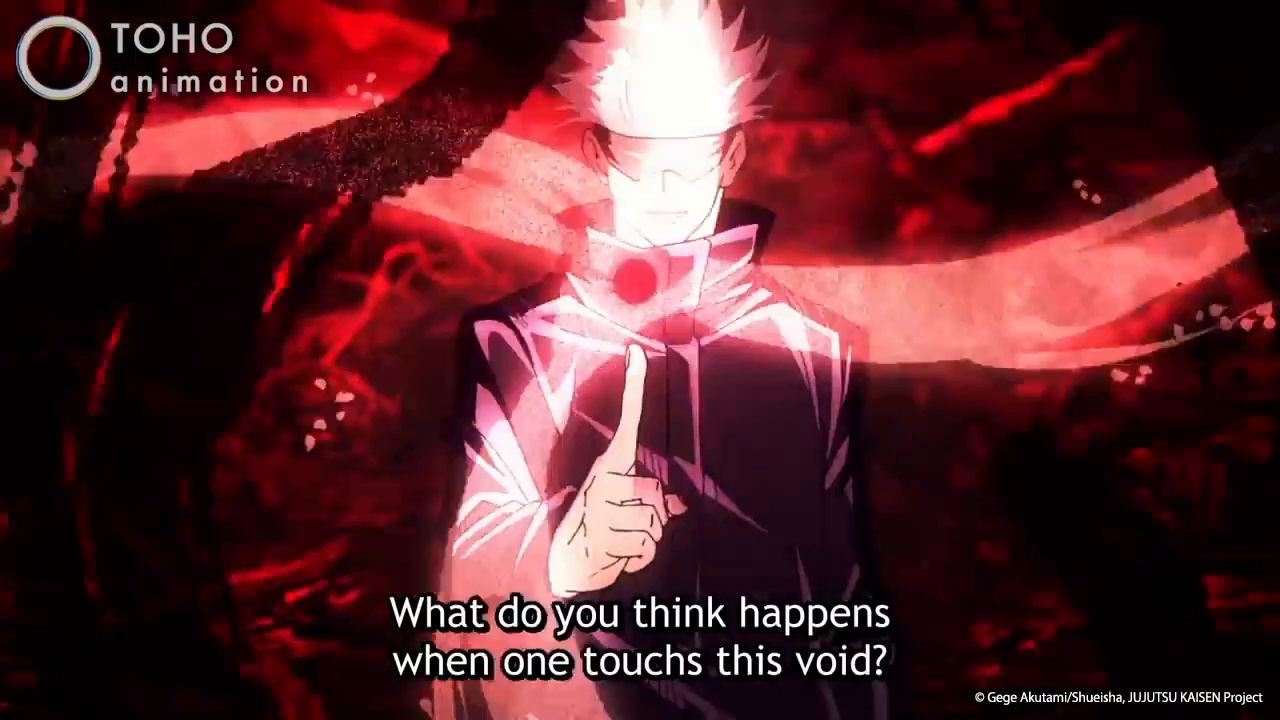 TOHO
animation
What do you think happens
when one touchs this void?
© Gege Akutami/Shueisha, JUJUTSU KAISEN Project